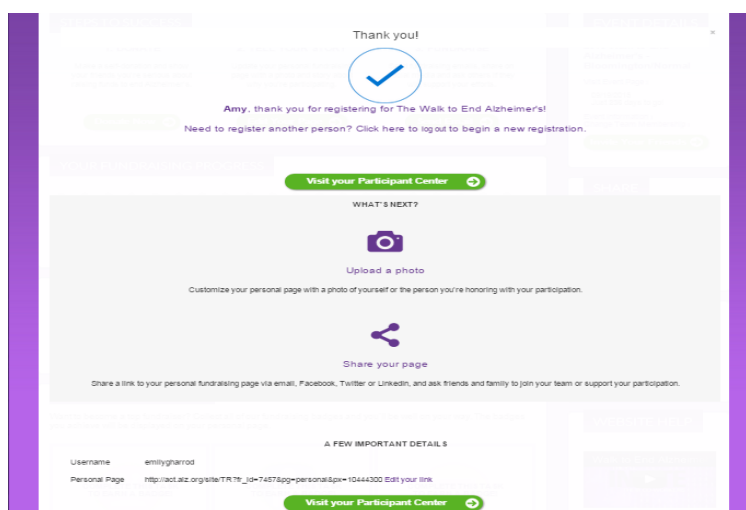 Thank you!
×
Amy, thank you for registering for The Walk to End Alzheimer's!
Need to register another person? Click here to log out to begin a new registration.
Visit your Participant Center
WHAT'S NEXT?
Upload a photo
Customize your personal page with a photo of yourself or the person you're honoring with your participation.
Share your page
Share a link to your personal fundraising page via email, Facebook, Twitter or LinkedIn, and ask friends and family to join your team or support your participation.
A FEW IMPORTANT DETAILS
Username emilygharrod
Personal Page http://act.alz.org/site/TR?fr_id=7457&pg=personal&px=10444300 Edit your link
Visit your Participant Center